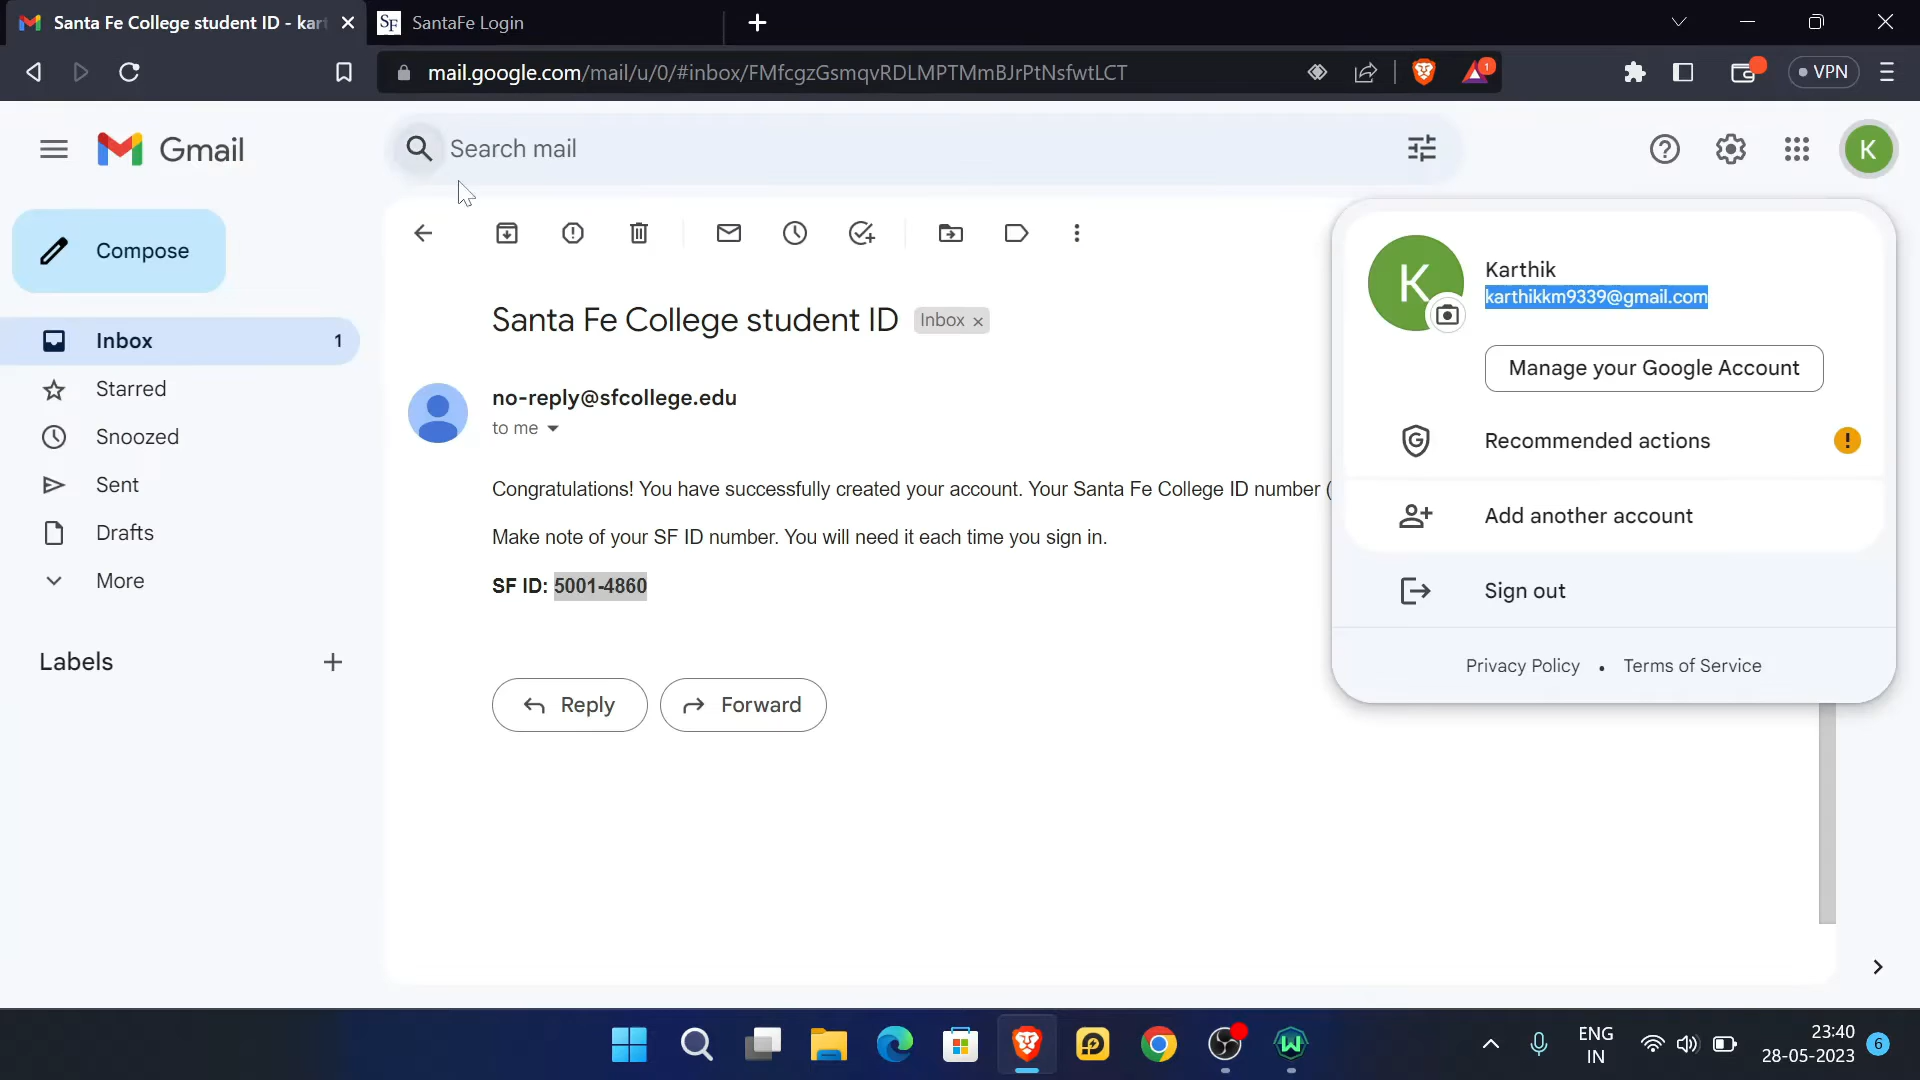 Santa Fe College student ID - kart
SantaFe Login
mail.google.com/mail/u/0/#inbox/FMfcgzGsmqvRDLMPTMmBJrPtNsfwtLCT
1
VPN
Gmail
Search mail
K
Compose
Inbox 1
Starred
Snoozed
Sent
Drafts
More
Labels
Santa Fe College student ID
Inbox ×
no-reply@sfcollege.edu
to me
Congratulations! You have successfully created your account. Your Santa Fe College ID number (
Make note of your SF ID number. You will need it each time you sign in.
SF ID: 5001-4860
Reply
Forward
K
Karthik
karthikkm9339@gmail.com
Manage your Google Account
Recommended actions
Add another account
Sign out
Privacy Policy • Terms of Service
ENG
IN
23:40
28-05-2023
6